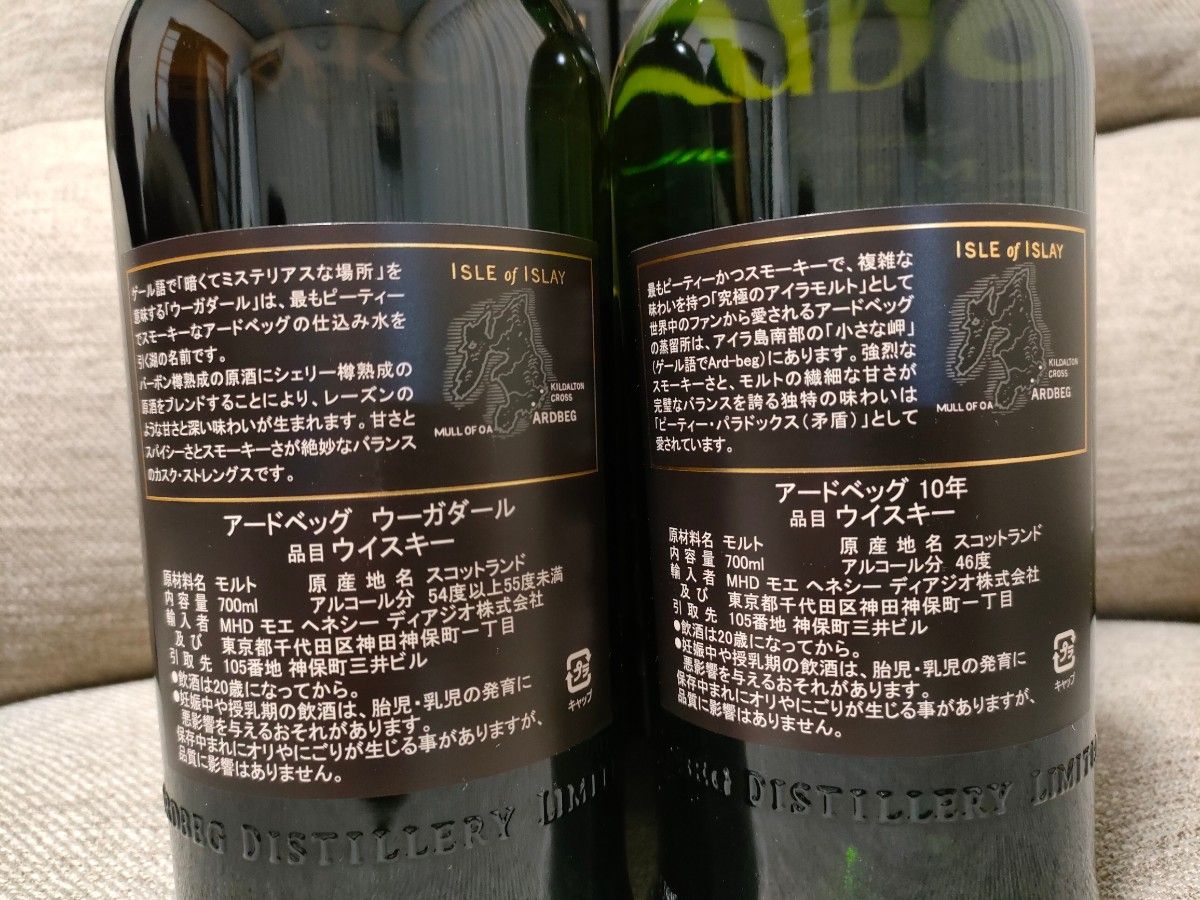 ゲール語で「暗くてミステリアスな場所」を
意味する「ウーガダール」は、最もピーティー
でスモーキーなアードベッグの仕込み水を
引く湖の名前です。
バーボン樽熟成の原酒にシェリー樽熟成の
原酒をブレンドすることにより、レーズンの
ような甘さと深い味わいが生まれます。甘さと
スパイシーさとスモーキーさが絶妙なバランス
のカスク・ストレングスです。
ISLE of ISLAY
KILDALTON
CROSS
ARDBEG
MULL OF OA
アードベッグ ウーガダール
品目 ウイスキー
原材料名 モルト 原産地名 スコットランド
内容量 700ml アルコール分 54度以上55度未満
輸入者 MHD モエ ヘネシー ディアジオ株式会社
及び 東京都千代田区神田神保町一丁目
引取先 105番地 神保町三井ビル
●飲酒は20歳になってから。
●妊娠中や授乳期の飲酒は、胎児・乳児の発育に
悪影響を与えるおそれがあります。
保存中まれにオリやにごりが生じる事がありますが、
品質に影響はありません。
キャップ
DISTILLERY LIMIT
最もピーティーかつスモーキーで、複雑な
味わいを持つ「究極のアイラモルト」として
世界中のファンから愛されるアードベッグ
の蒸留所は、アイラ島南部の「小さな岬」
(ゲール語でArd-beg)にあります。強烈な
スモーキーさと、モルトの繊細な甘さが
完璧なバランスを誇る独特の味わいは
「ピーティー・パラドックス(矛盾)」として
愛されています。
ISLE of ISLAY
KILDALTON
CROSS
ARDBEG
MULL OF OA
アードベッグ 10年
品目 ウイスキー
原材料名 モルト 原産地名 スコットランド
内容量 700ml アルコール分 46度
輸入者 MHD モエ ヘネシー ディアジオ株式会社
及び 東京都千代田区神田神保町一丁目
引取先 105番地 神保町三井ビル
●飲酒は20歳になってから。
●妊娠中や授乳期の飲酒は、胎児・乳児の発育に
悪影響を与えるおそれがあります。
保存中まれにオリやにごりが生じる事がありますが、
品質に影響はありません。
キャップ
DISTILLERY LIMIT